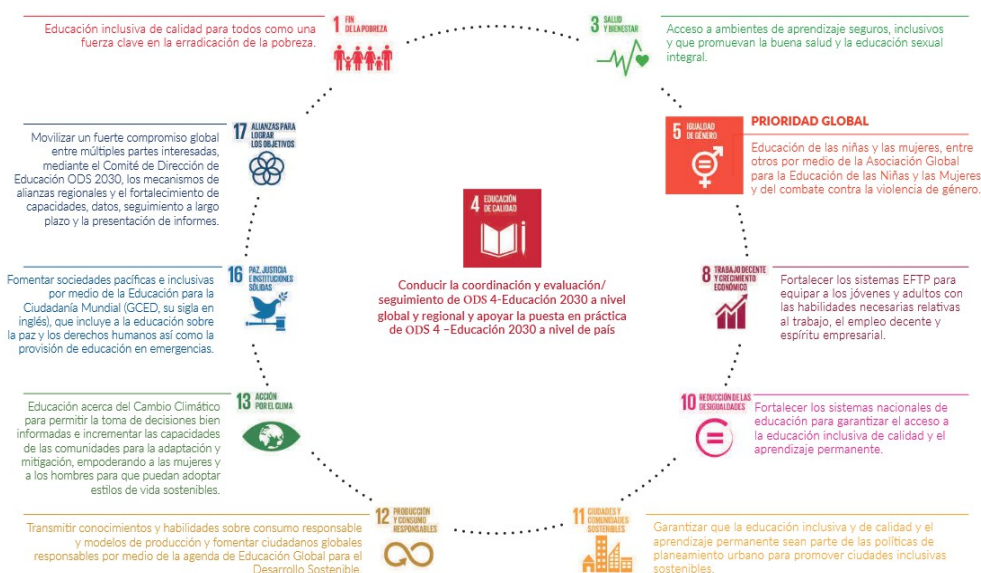 Educación inclusiva de calidad para todos como una
fuerza clave en la erradicación de la pobreza.
1 FIN
DE LA POBREZA
3 SALUD
Y BIENESTAR
Acceso a ambientes de aprendizaje seguros, inclusivos
y que promuevan la buena salud y la educación sexual
integral.
17 ALIANZAS PARA
LOGRAR
LOS OBJETIVOS
Movilizar un fuerte compromiso global
entre múltiples partes interesadas,
mediante el Comité de Dirección de
Educación ODS 2030, los mecanismos de
alianzas regionales y el fortalecimiento de
capacidades, datos, seguimiento a largo
plazo y la presentación de informes.
5 IGUALDAD
DE GÉNERO
PRIORIDAD GLOBAL
Educación de las niñas y las mujeres, entre
otros por medio de la Asociación Global
para la Educación de las Niñas y las Mujeres
y del combate contra la violencia de género.
4 EDUCACIÓN
DE CALIDAD
Conducir la coordinación y evaluación/
seguimiento de ODS 4-Educación 2030 a nivel
global y regional y apoyar la puesta en práctica
de ODS 4 –Educación 2030 a nivel de país
16 PAZ, JUSTICIA
E INSTITUCIONES
SÓLIDAS
Fomentar sociedades pacíficas e inclusivas
por medio de la Educación para la
Ciudadanía Mundial (GCED, su sigla en
inglés), que incluye a la educación sobre
la paz y los derechos humanos así como la
provisión de educación en emergencias.
8 TRABAJO DECENTE
Y CRECIMIENTO
ECONÓMICO
Fortalecer los sistemas EFTP para
equipar a los jóvenes y adultos con
las habilidades necesarias relativas
al trabajo, el empleo decente y
espíritu empresarial.
13 ACCIÓN
POR EL CLIMA
Educación acerca del Cambio Climático
para permitir la toma de decisiones bien
informadas e incrementar las capacidades
de las comunidades para la adaptación y
mitigación, empoderando a las mujeres y
a los hombres para que puedan adoptar
estilos de vida sostenibles.
10 REDUCCIÓN DE LAS
DESIGUALDADES
Fortalecer los sistemas nacionales de
educación para garantizar el acceso a
la educación inclusiva de calidad y el
aprendizaje permanente.
12 PRODUCCIÓN
Y CONSUMO
RESPONSABLES
Transmitir conocimientos y habilidades sobre consumo responsable
y modelos de producción y fomentar ciudadanos globales
responsables por medio de la agenda de Educación Global para el
Desarrollo Sostenible.
11 CIUDADES Y
COMUNIDADES
SOSTENIBLES
Garantizar que la educación inclusiva y de calidad y el
aprendizaje permanente sean parte de las políticas de
planeamiento urbano para promover ciudades inclusivas
sostenibles.